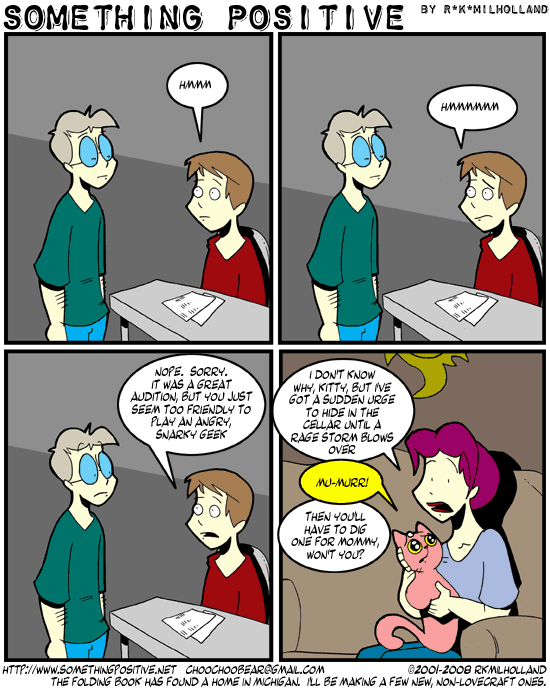 SOMETHING POSITIVE BY R*K*MILHOLLAND
HMMM
HMMMMMMM
NOPE. SORRY.
IT WAS A GREAT
AUDITION, BUT YOU JUST
SEEM TOO FRIENDLY TO
PLAY AN ANGRY,
SNARKY GEEK
I DON'T KNOW
WHY, KITTY, BUT I'VE
GOT A SUDDEN URGE
TO HIDE IN THE
CELLAR UNTIL A
RAGE STORM BLOWS
OVER
MU-MURR!
THEN YOU'LL
HAVE TO DIG
ONE FOR MOMMY,
WON'T YOU?
HTTP://WWW.SOMETHINGPOSITIVE.NET CHOOCHOOBEAR@GMAIL.COM ©2001-2008 RKMILHOLLAND
THE FOLDING BOOK HAS FOUND A HOME IN MICHIGAN. I'LL BE MAKING A FEW NEW, NON-LOVECRAFT ONES.